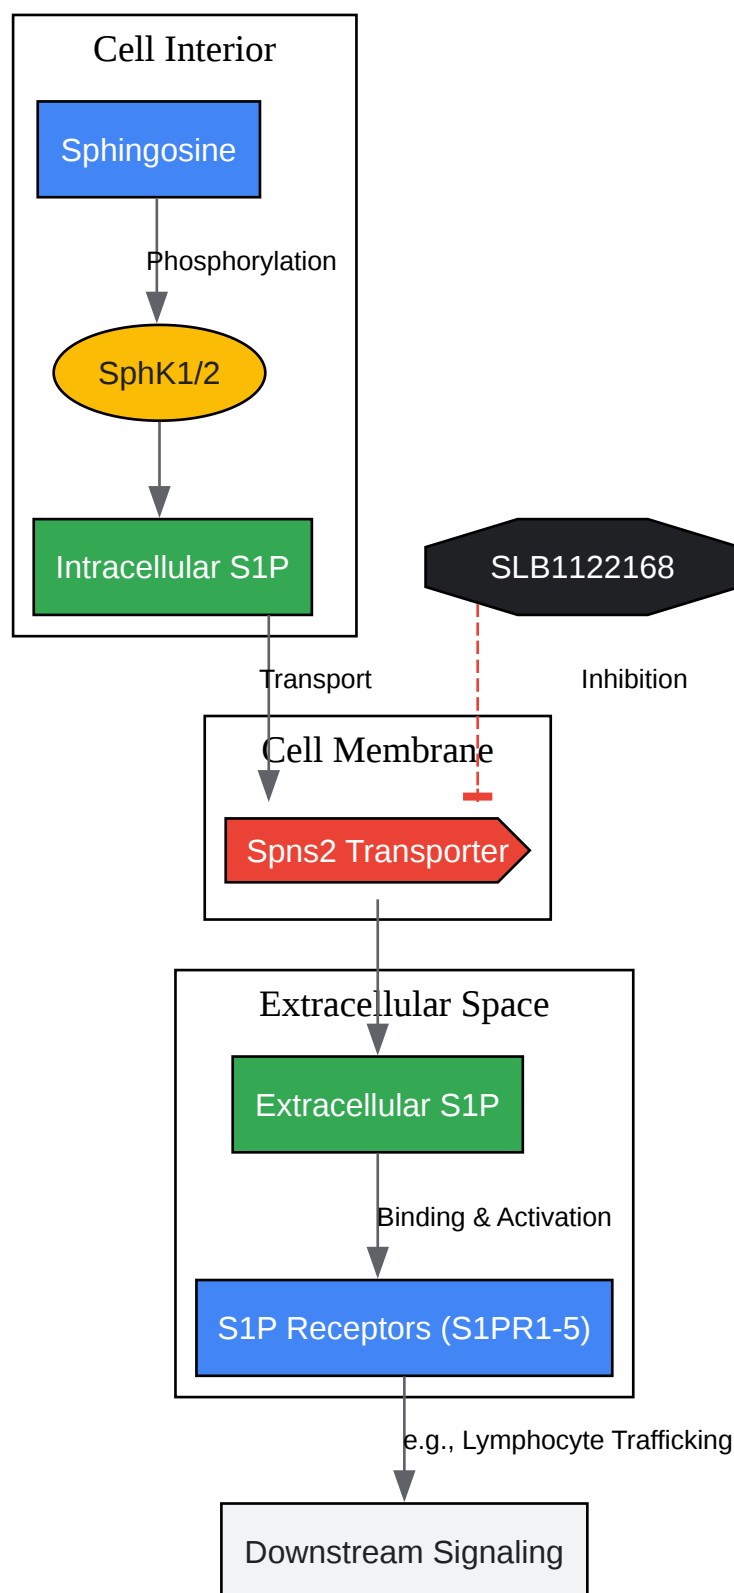 Cell Interior
Sphingosine
Phosphorylation
SphK1/2
Intracellular S1P
SLB1122168
Transport
Inhibition
Cell Membrane
Spns2 Transporter
Extracellular Space
Extracellular S1P
Binding & Activation
S1P Receptors (S1PR1-5)
e.g., Lymphocyte Trafficking
Downstream Signaling